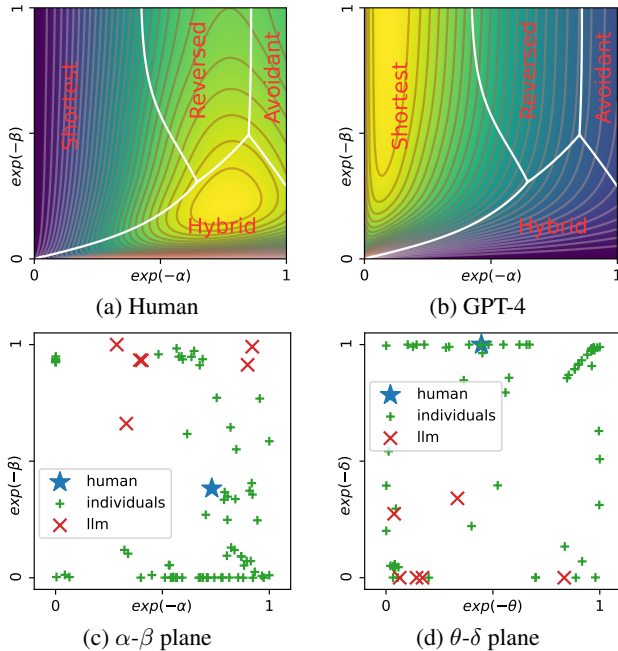 1
exp(−β)
0
Shortest
Reversed
Avoidant
Hybrid
0
exp(−α)
1
(a) Human
1
exp(−β)
0
Shortest
Reversed
Avoidant
Hybrid
0
exp(−α)
1
(b) GPT-4
1
exp(−β)
0
human
individuals
llm
0
exp(−α)
1
(c) α-β plane
1
exp(−δ)
0
human
individuals
llm
0
exp(−θ)
1
(d) θ-δ plane